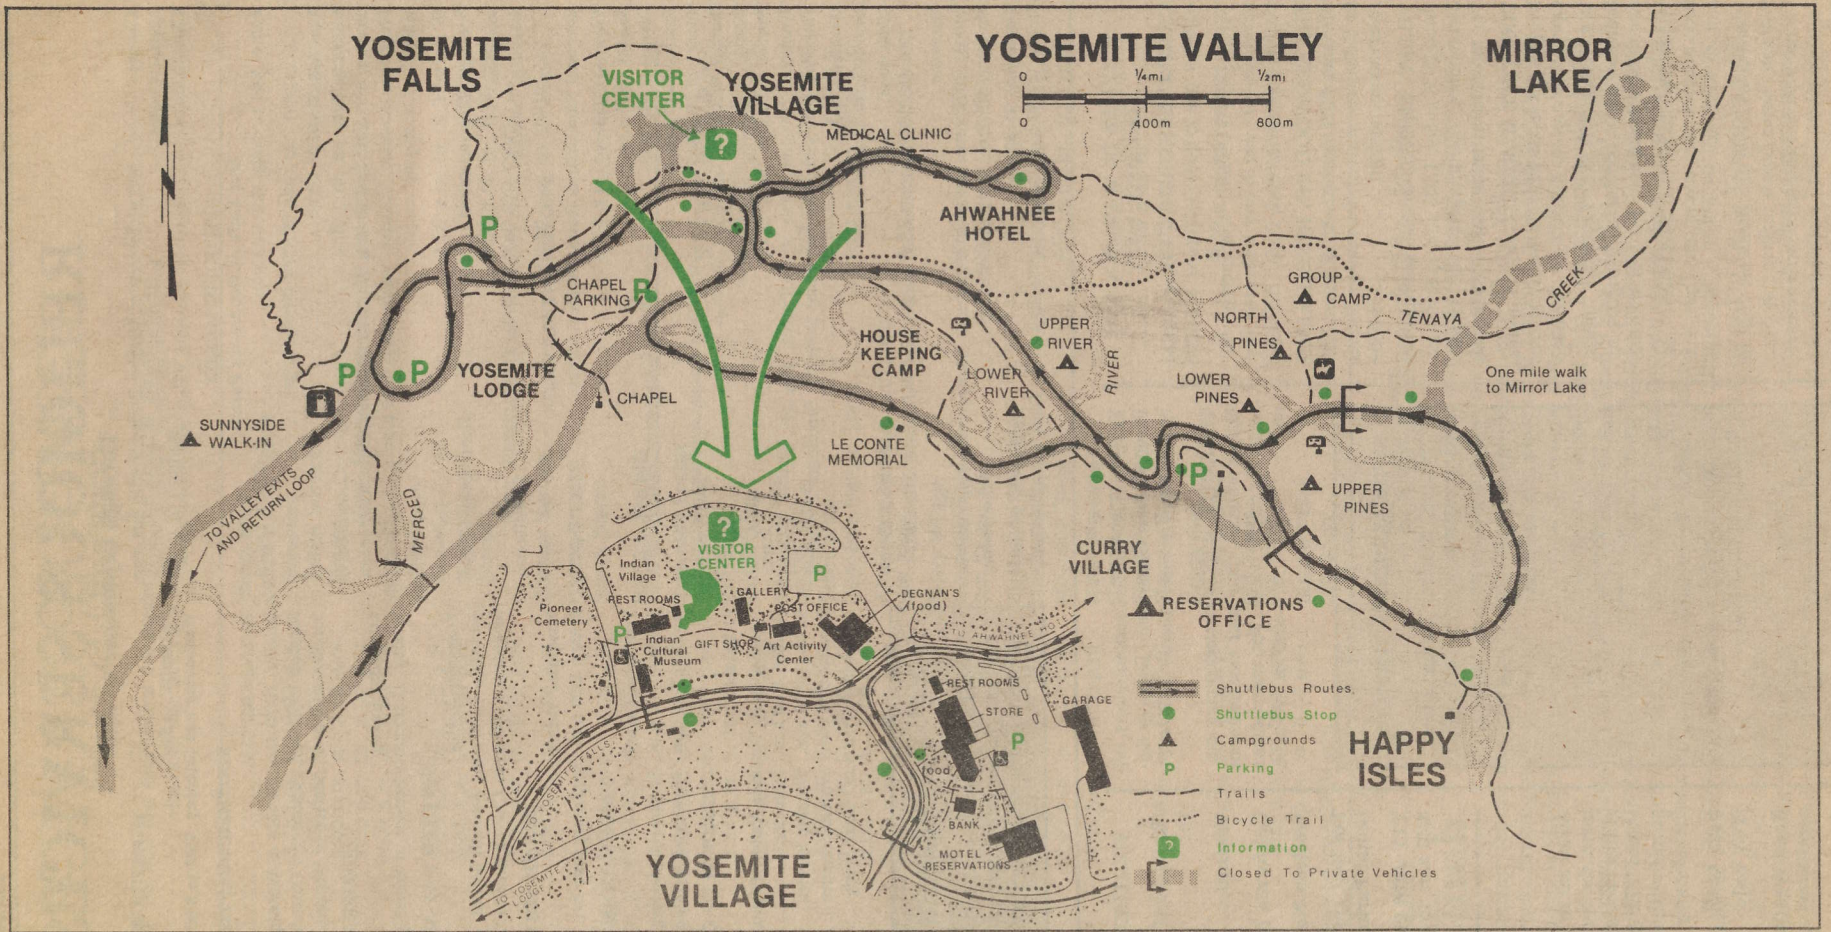 YOSEMITE
FALLS
VISITOR
CENTER
?
YOSEMITE
VILLAGE
MEDICAL CLINIC
YOSEMITE VALLEY
0 1/4mi 1/2mi
0 400m 800m
MIRROR
LAKE
N
P
AHWAHNEE
HOTEL
CHAPEL
PARKING
P
P
P
YOSEMITE
LODGE
CHAPEL
SUNNYSIDE
WALK-IN
TO VALLEY EXITS
AND RETURN LOOP
MERCED
HOUSE
KEEPING
CAMP
UPPER
RIVER
LOWER
RIVER
RIVER
LE CONTE
MEMORIAL
GROUP
CAMP
NORTH
PINES
TENAYA
CREEK
LOWER
PINES
One mile walk
to Mirror Lake
UPPER
PINES
P
CURRY
VILLAGE
RESERVATIONS
OFFICE
HAPPY
ISLES
?
VISITOR
CENTER
Indian
Village
REST ROOMS
Pioneer
Cemetery
P
P
GALLERY
POST OFFICE
DEGNAN'S
(food)
Indian
Cultural
Museum
GIFT SHOP
Art Activity
Center
TO AHWAHNEE HOTEL
REST ROOMS
STORE
GARAGE
P
food
BANK
MOTEL
RESERVATIONS
TO YOSEMITE FALLS
TO YOSEMITE
LODGE
YOSEMITE
VILLAGE
Shuttlebus Routes
Shuttlebus Stop
Campgrounds
P Parking
Trails
Bicycle Trail
? Information
Closed To Private Vehicles